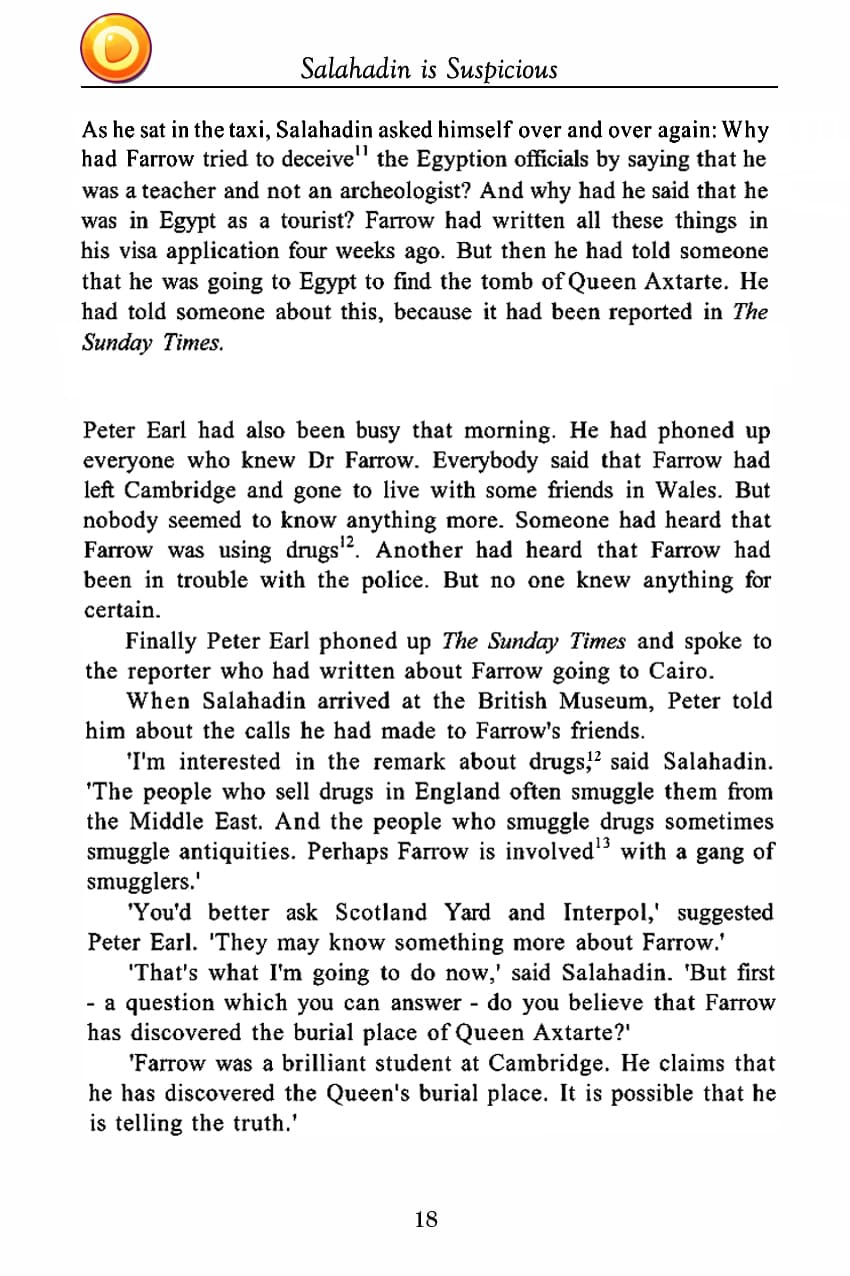 Salahadin is Suspicious
As he sat in the taxi, Salahadin asked himself over and over again: Why
had Farrow tried to deceive¹¹ the Egyption officials by saying that he
was a teacher and not an archeologist? And why had he said that he
was in Egypt as a tourist? Farrow had written all these things in
his visa application four weeks ago. But then he had told someone
that he was going to Egypt to find the tomb of Queen Axtarte. He
had told someone about this, because it had been reported in The
Sunday Times.
Peter Earl had also been busy that morning. He had phoned up
everyone who knew Dr Farrow. Everybody said that Farrow had
left Cambridge and gone to live with some friends in Wales. But
nobody seemed to know anything more. Someone had heard that
Farrow was using drugs¹². Another had heard that Farrow had
been in trouble with the police. But no one knew anything for
certain.
Finally Peter Earl phoned up The Sunday Times and spoke to
the reporter who had written about Farrow going to Cairo.
When Salahadin arrived at the British Museum, Peter told
him about the calls he had made to Farrow's friends.
'I'm interested in the remark about drugs,'¹² said Salahadin.
'The people who sell drugs in England often smuggle them from
the Middle East. And the people who smuggle drugs sometimes
smuggle antiquities. Perhaps Farrow is involved¹³ with a gang of
smugglers.'
'You'd better ask Scotland Yard and Interpol,' suggested
Peter Earl. 'They may know something more about Farrow.'
'That's what I'm going to do now,' said Salahadin. 'But first
- a question which you can answer - do you believe that Farrow
has discovered the burial place of Queen Axtarte?'
'Farrow was a brilliant student at Cambridge. He claims that
he has discovered the Queen's burial place. It is possible that he
is telling the truth.'
18